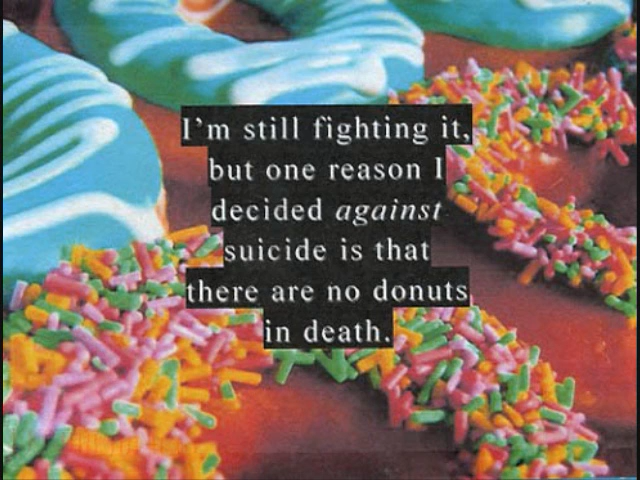 I'm still fighting it,
but one reason I
decided against
suicide is that
there are no donuts
in death.